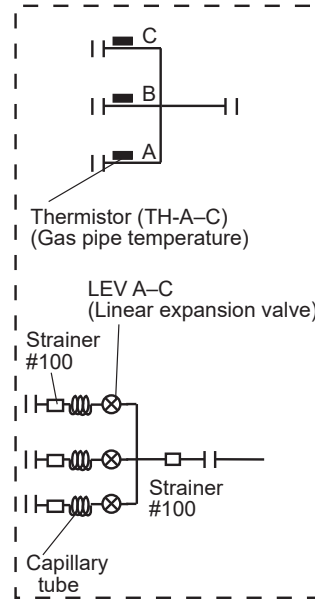 C
B
A
Thermistor (TH-A–C)
(Gas pipe temperature)
LEV A–C
(Linear expansion valve)
Strainer
#100
Strainer
#100
Capillary
tube